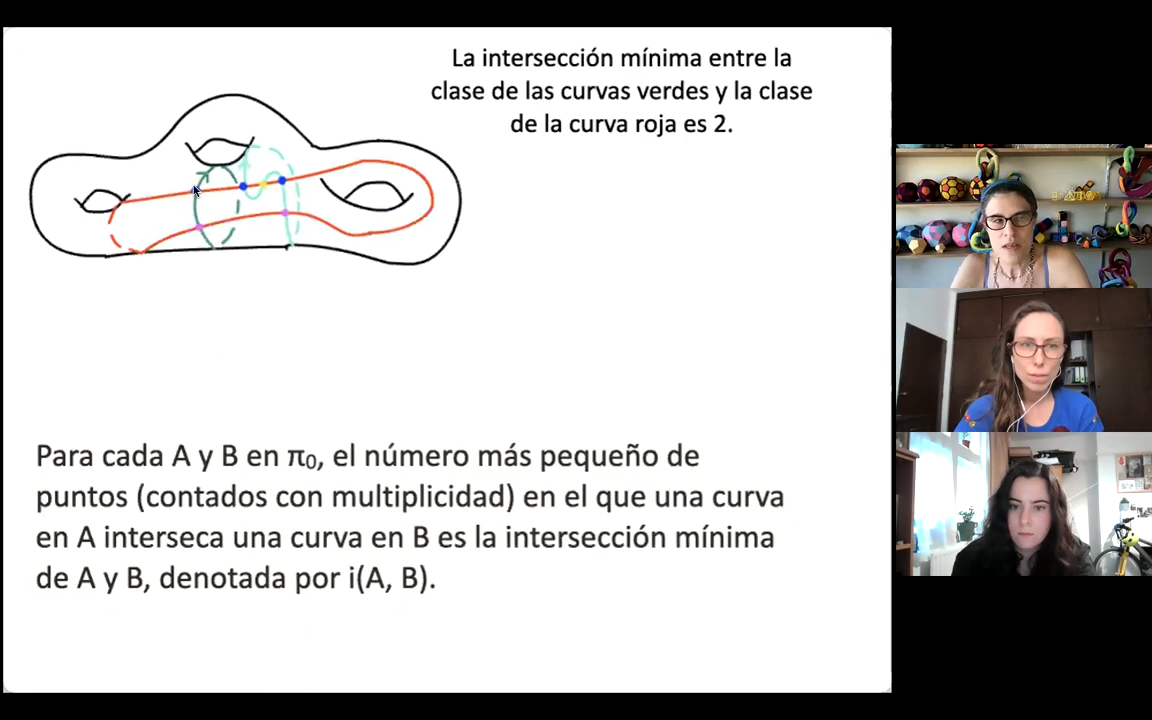 La intersección mínima entre la
clase de las curvas verdes y la clase
de la curva roja es 2.
Para cada A y B en π₀, el número más pequeño de
puntos (contados con multiplicidad) en el que una curva
en A interseca una curva en B es la intersección mínima
de A y B, denotada por i(A, B).